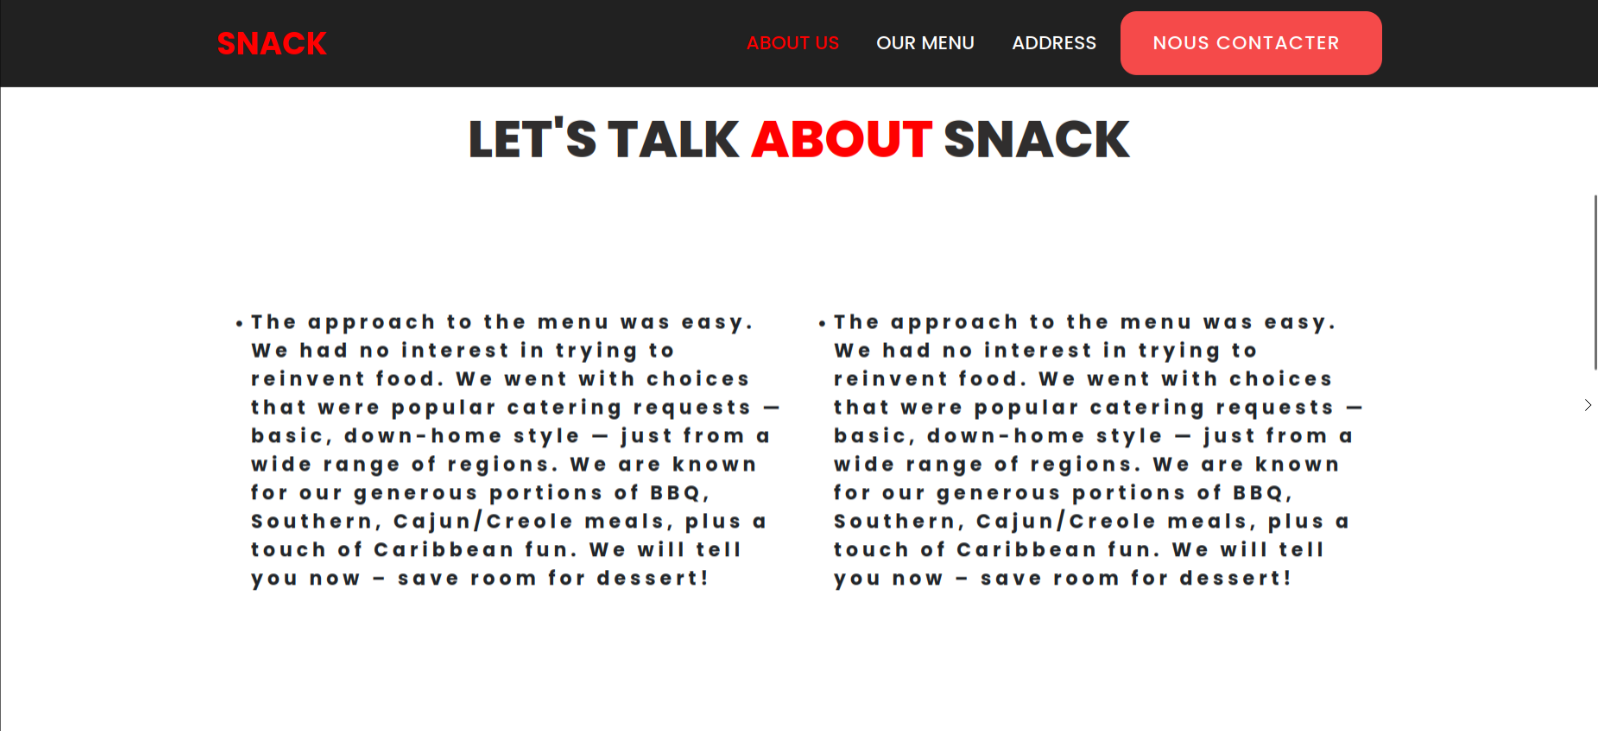 SNACK
ABOUT US
OUR MENU
ADDRESS
NOUS CONTACTER
LET'S TALK ABOUT SNACK
• The approach to the menu was easy.
We had no interest in trying to
reinvent food. We went with choices
that were popular catering requests —
basic, down-home style — just from a
wide range of regions. We are known
for our generous portions of BBQ,
Southern, Cajun/Creole meals, plus a
touch of Caribbean fun. We will tell
you now – save room for dessert!
• The approach to the menu was easy.
We had no interest in trying to
reinvent food. We went with choices
that were popular catering requests —
basic, down-home style — just from a
wide range of regions. We are known
for our generous portions of BBQ,
Southern, Cajun/Creole meals, plus a
touch of Caribbean fun. We will tell
you now – save room for dessert!